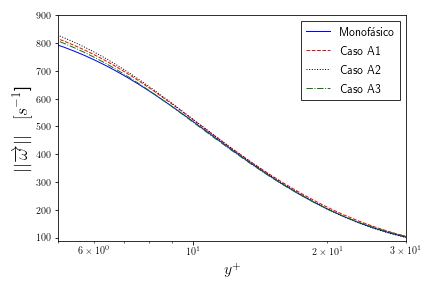 900
800
700
600
500
400
300
200
100
||ω⃗|| [s⁻¹]
Monofásico
Caso A1
Caso A2
Caso A3
6 × 10⁰
10¹
2 × 10¹
3 × 10¹
y⁺